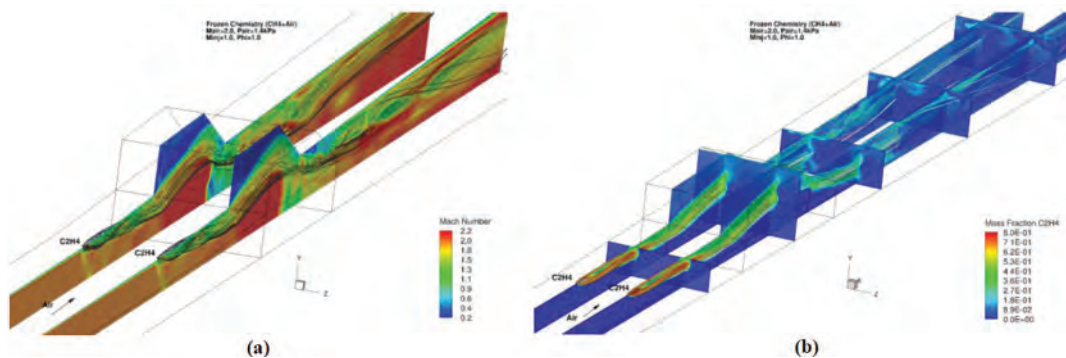 Frozen Chemistry (CH4+Air)
Mair=2.0, Pair=1.4kPa
Minj=1.0, Phi=1.0
C2H4
C2H4
Air
Y
Z
Mach Number
2.2
2.0
1.8
1.5
1.3
1.1
0.9
0.6
0.4
0.2
(a)
Frozen Chemistry (CH4+Air)
Mair=2.0, Pair=1.4kPa
Minj=1.0, Phi=1.0
C2H4
C2H4
Air
Y
Z
Mass Fraction C2H4
8.0E-01
7.1E-01
6.2E-01
5.3E-01
4.4E-01
3.6E-01
2.7E-01
1.8E-01
8.9E-02
0.0E+00
(b)